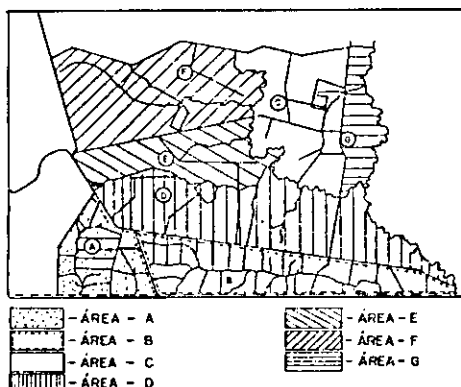 F
C
G
E
D
A
B
- ÁREA - A
- ÁREA - B
- ÁREA - C
- ÁREA - D
- ÁREA - E
- ÁREA - F
- ÁREA - G